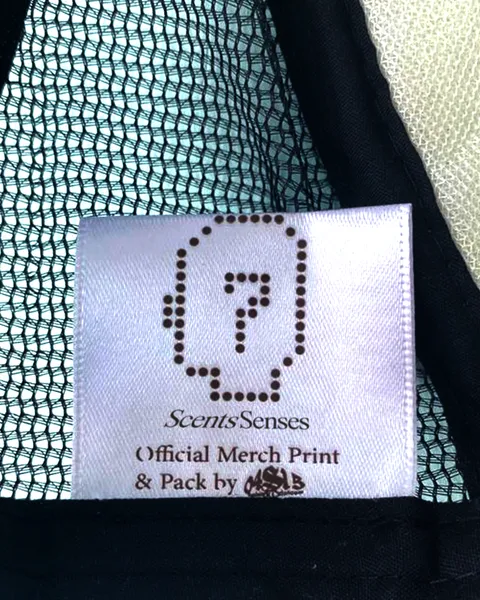 ?
ScentsSenses
Official Merch Print
& Pack by